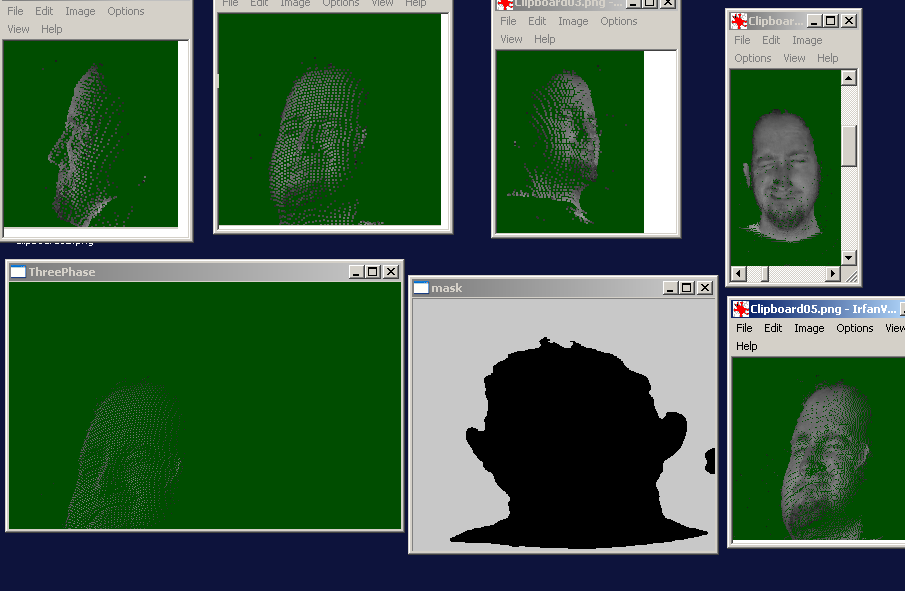 File Edit Image Options
View Help
File Edit Image Options View Help
Clipboard03.png - ...
File Edit Image Options
View Help
Clipboar...
File Edit Image
Options View Help
ThreePhase
mask
Clipboard05.png - IrfanV...
File Edit Image Options View
Help